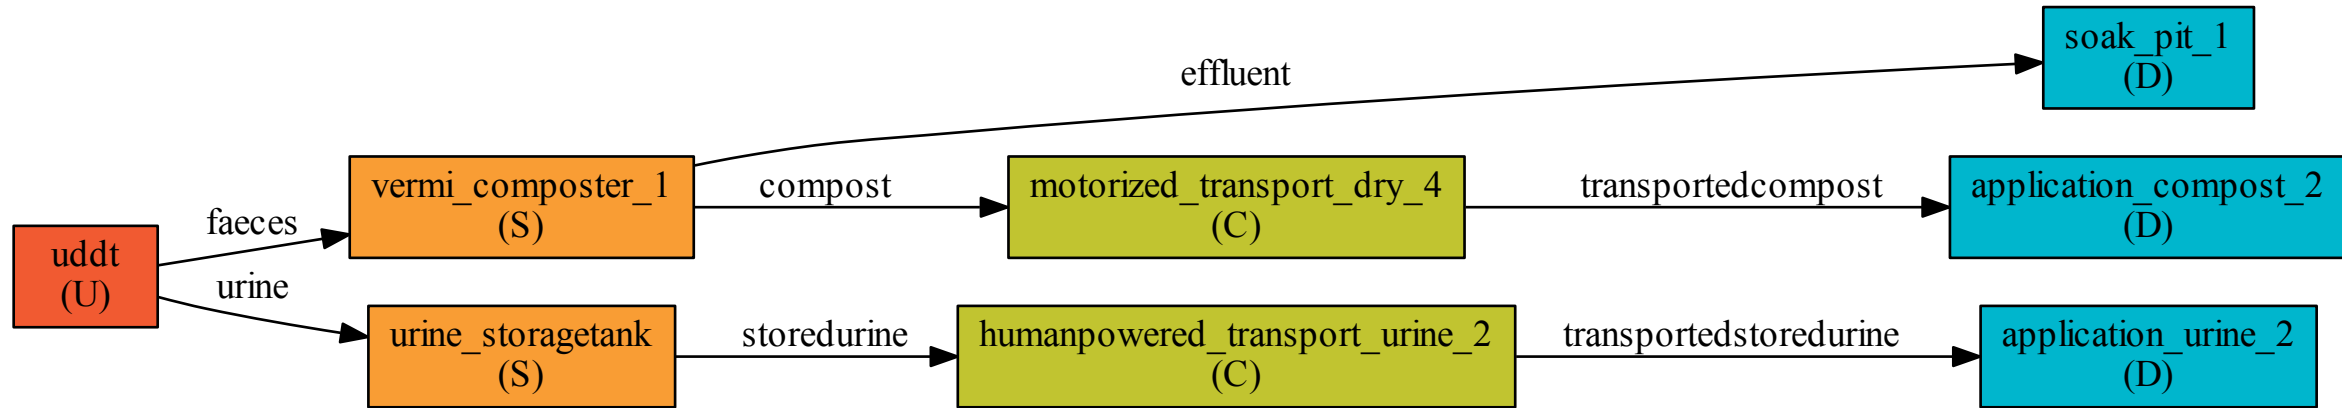 soak_pit_1
(D)
effluent
vermi_composter_1
(S)
compost
motorized_transport_dry_4
(C)
transportedcompost
application_compost_2
(D)
faeces
uddt
(U)
urine
urine_storagetank
(S)
storedurine
humanpowered_transport_urine_2
(C)
transportedstoredurine
application_urine_2
(D)